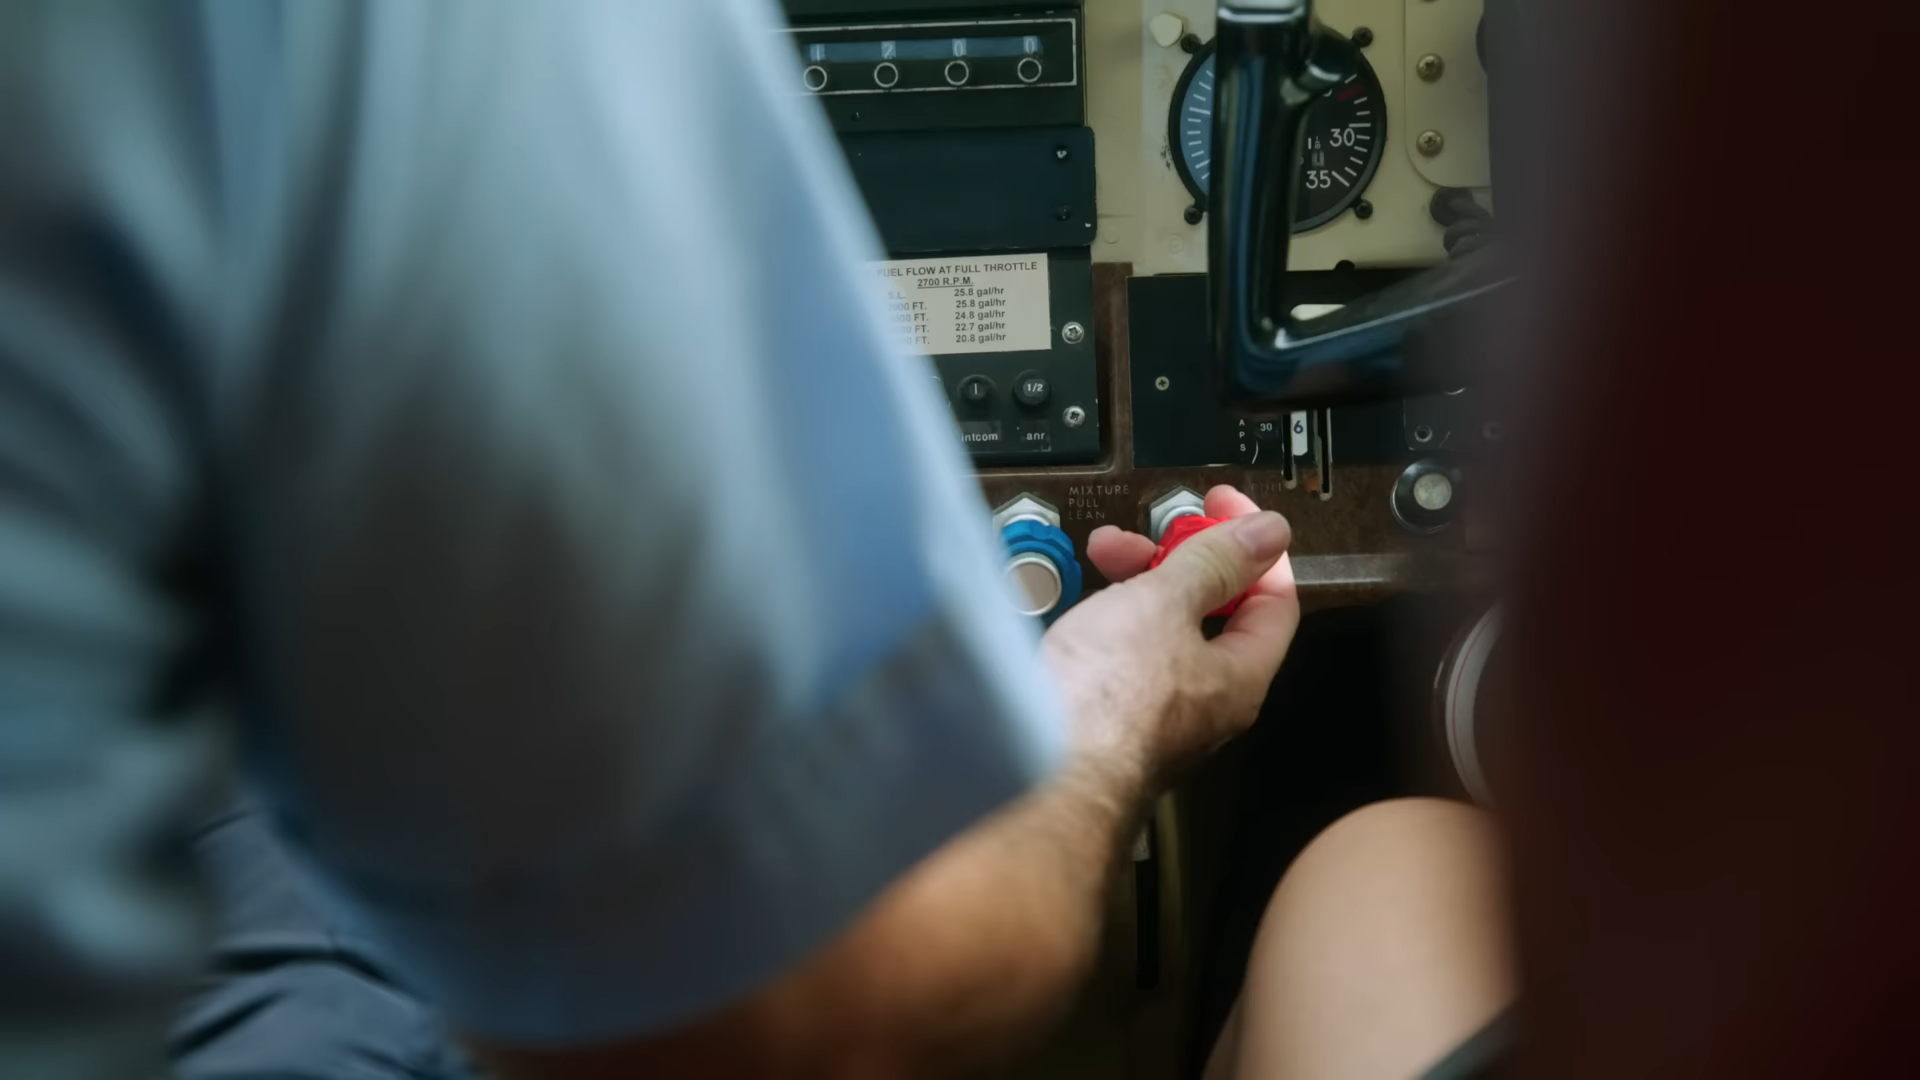 1 2 0 0
30
35
FUEL FLOW AT FULL THROTTLE
2700 R.P.M.
S.L. 25.8 gal/hr
FT. 25.8 gal/hr
FT. 24.8 gal/hr
FT. 22.7 gal/hr
FT. 20.8 gal/hr
1/2
intcom anr
A
P
S
30
6
MIXTURE
PULL
LEAN